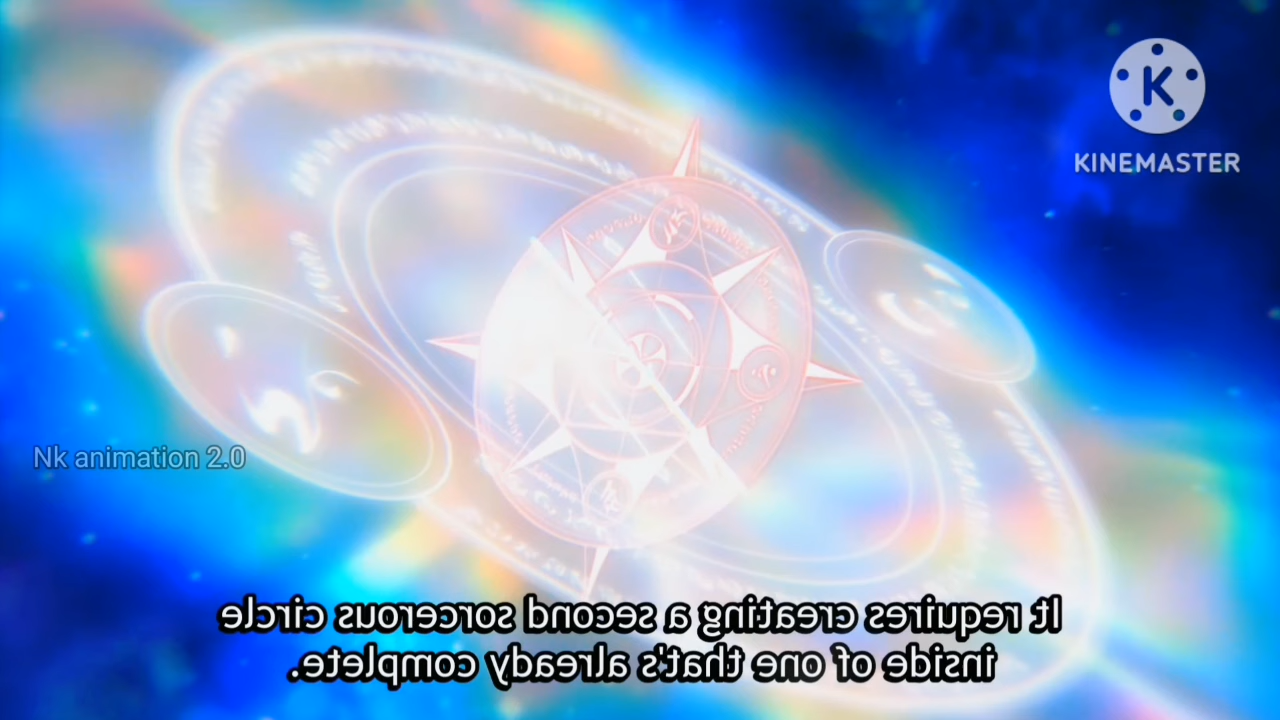 K
KINEMASTER
Nk animation 2.0
It requires creating a second sorcerous circle
inside of one that's already complete.